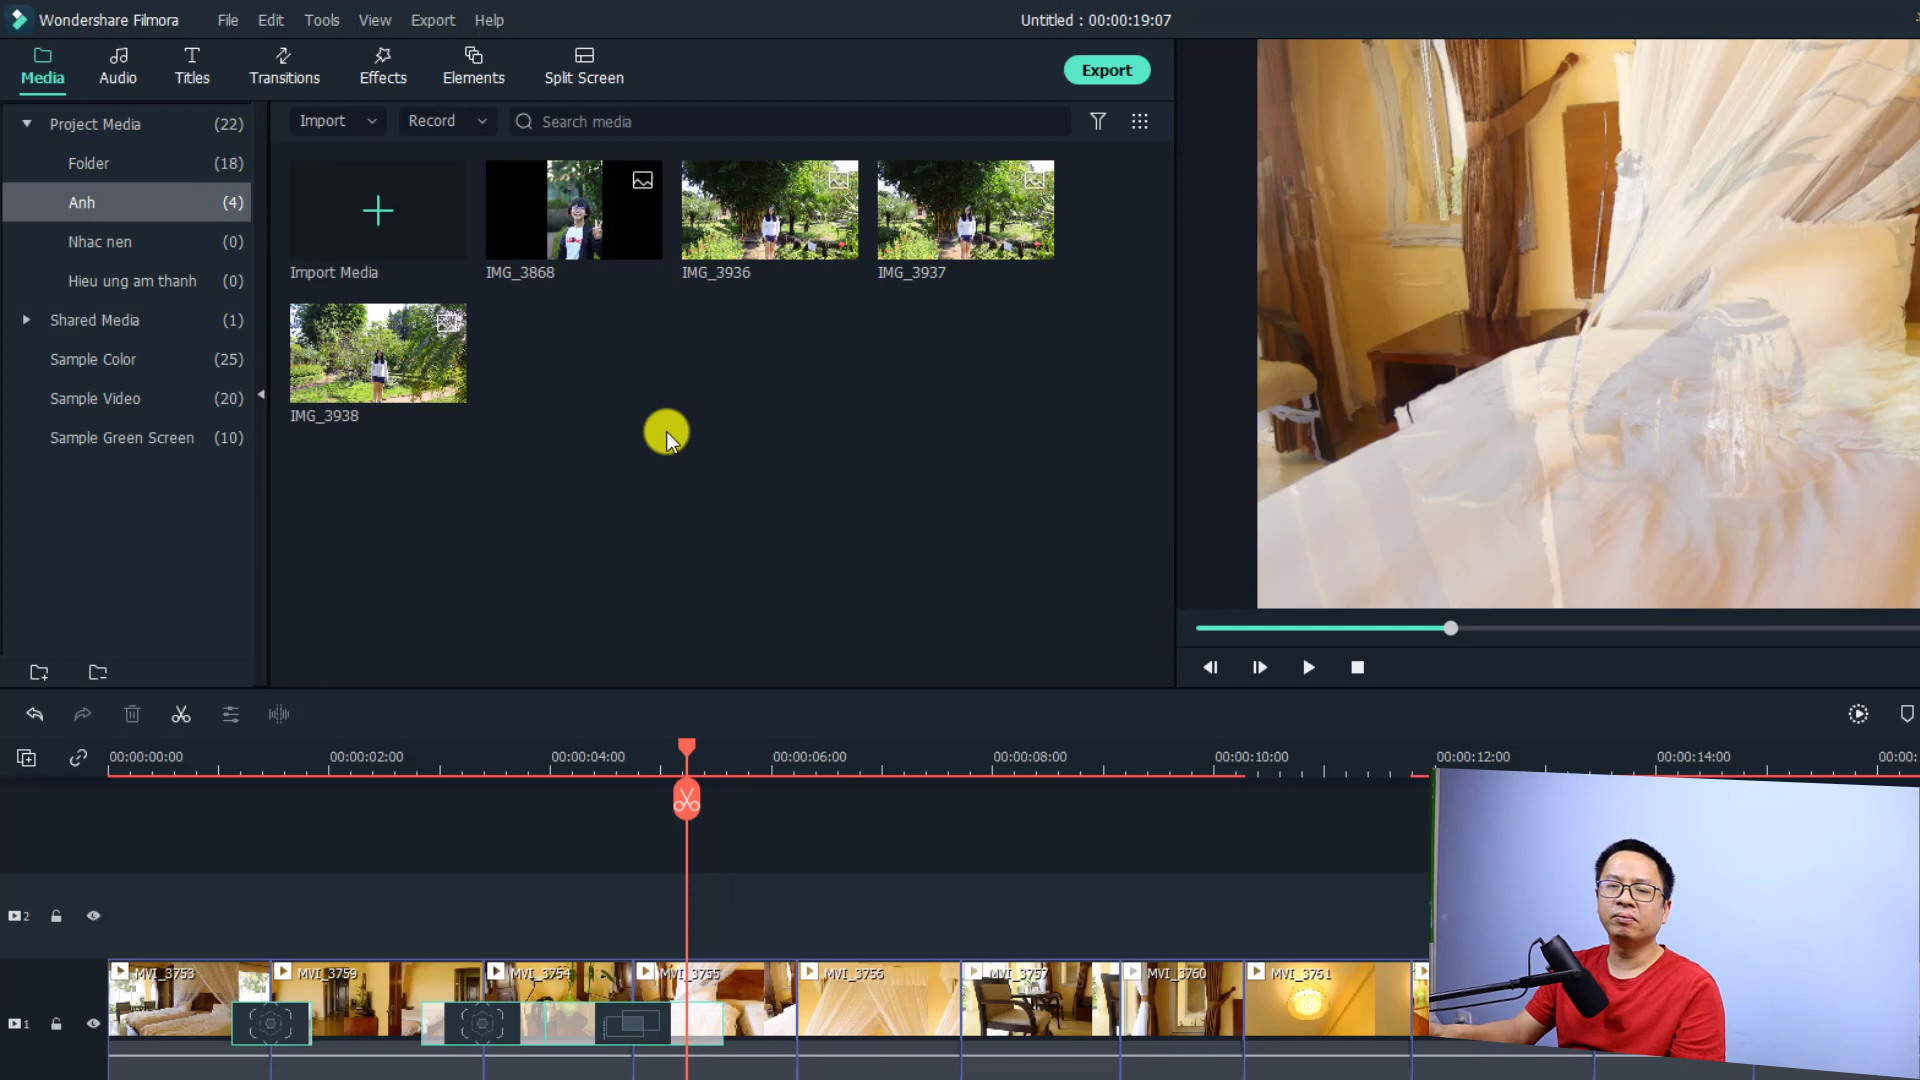 Wondershare Filmora File Edit Tools View Export Help Untitled : 00:00:19:07
Media Audio Titles Transitions Effects Elements Split Screen Export
Project Media (22)
Folder (18)
Anh (4)
Nhac nen (0)
Hieu ung am thanh (0)
Shared Media (1)
Sample Color (25)
Sample Video (20)
Sample Green Screen (10)
Import Record Search media
Import Media IMG_3868 IMG_3936 IMG_3937
IMG_3938
00:00:00:00 00:00:02:00 00:00:04:00 00:00:06:00 00:00:08:00 00:00:10:00 00:00:12:00 00:00:14:00 00:00:
2
MVI_3753 MVI_3759 MVI_3754 MVI_3755 MVI_3756 MVI_3757 MVI_3760 MVI_3761
1